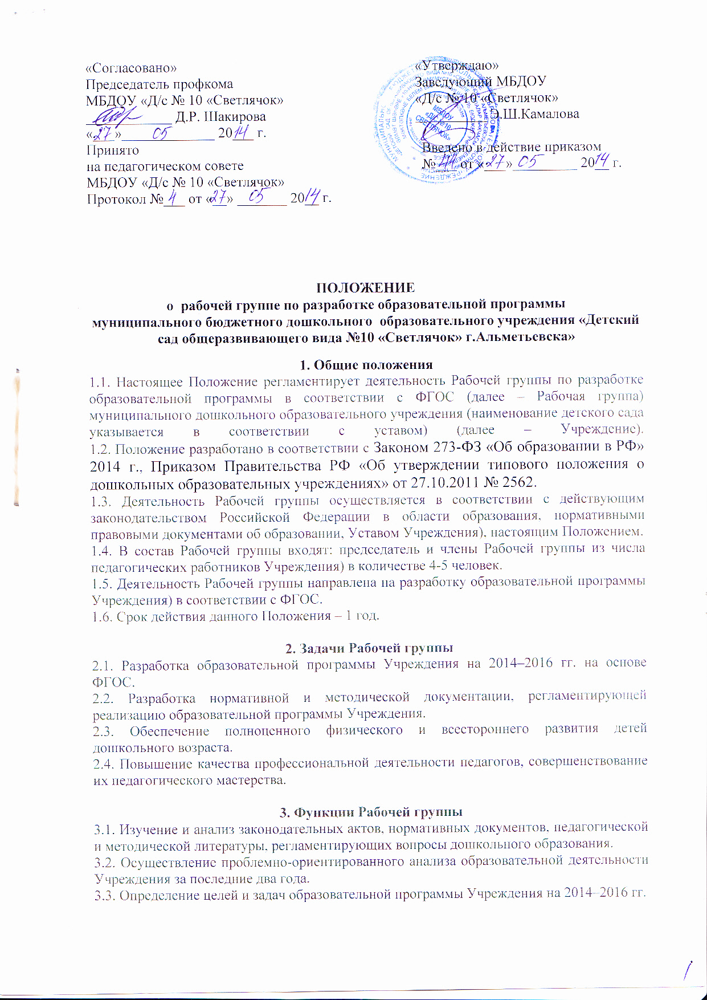 «Согласовано»
Председатель профкома
МБДОУ «Д/с № 10 «Светлячок»
____________ Д.Р. Шакирова
«27»____05____ 2014 г.
Принято
на педагогическом совете
МБДОУ «Д/с № 10 «Светлячок»
Протокол № 4 от «27» 05 2014 г.
«Утверждаю»
Заведующий МБДОУ
«Д/с № 10 «Светлячок»
Э.Ш.Камалова
Введено в действие приказом
№ 44 от «27» 05 2014 г.
МБДОУ
«Д/С №10
СВЕТЛЯЧОК»
ПОЛОЖЕНИЕ
о рабочей группе по разработке образовательной программы
муниципального бюджетного дошкольного образовательного учреждения «Детский
сад общеразвивающего вида №10 «Светлячок» г.Альметьевска»
1. Общие положения
1.1. Настоящее Положение регламентирует деятельность Рабочей группы по разработке
образовательной программы в соответствии с ФГОС (далее – Рабочая группа)
муниципального дошкольного образовательного учреждения (наименование детского сада
указывается в соответствии с уставом) (далее – Учреждение).
1.2. Положение разработано в соответствии с Законом 273-ФЗ «Об образовании в РФ»
2014 г., Приказом Правительства РФ «Об утверждении типового положения о
дошкольных образовательных учреждениях» от 27.10.2011 № 2562.
1.3. Деятельность Рабочей группы осуществляется в соответствии с действующим
законодательством Российской Федерации в области образования, нормативными
правовыми документами об образовании, Уставом Учреждения), настоящим Положением.
1.4. В состав Рабочей группы входят: председатель и члены Рабочей группы из числа
педагогических работников Учреждения) в количестве 4-5 человек.
1.5. Деятельность Рабочей группы направлена на разработку образовательной программы
Учреждения) в соответствии с ФГОС.
1.6. Срок действия данного Положения – 1 год.
2. Задачи Рабочей группы
2.1. Разработка образовательной программы Учреждения на 2014–2016 гг. на основе
ФГОС.
2.2. Разработка нормативной и методической документации, регламентирующей
реализацию образовательной программы Учреждения.
2.3. Обеспечение полноценного физического и всестороннего развития детей
дошкольного возраста.
2.4. Повышение качества профессиональной деятельности педагогов, совершенствование
их педагогического мастерства.
3. Функции Рабочей группы
3.1. Изучение и анализ законодательных актов, нормативных документов, педагогической
и методической литературы, регламентирующих вопросы дошкольного образования.
3.2. Осуществление проблемно-ориентированного анализа образовательной деятельности
Учреждения за последние два года.
3.3. Определение целей и задач образовательной программы Учреждения на 2014–2016 гг.
1